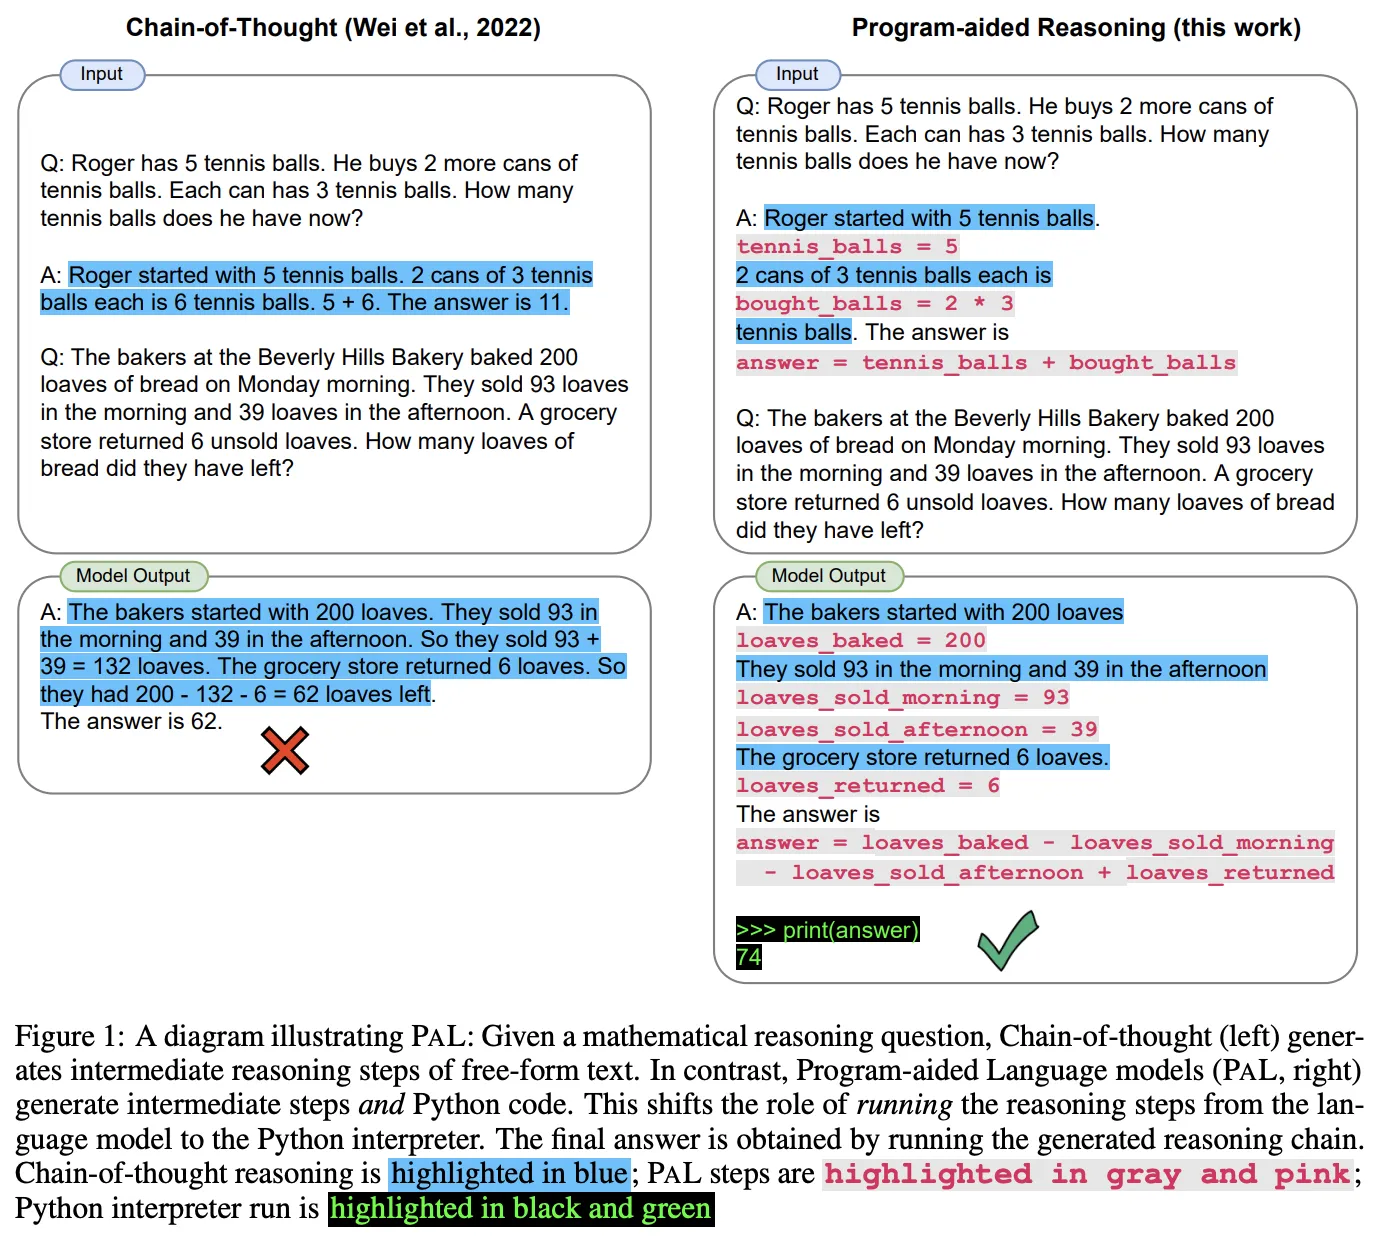 Chain-of-Thought (Wei et al., 2022)
Input
Q: Roger has 5 tennis balls. He buys 2 more cans of
tennis balls. Each can has 3 tennis balls. How many
tennis balls does he have now?
A: Roger started with 5 tennis balls. 2 cans of 3 tennis
balls each is 6 tennis balls. 5 + 6. The answer is 11.
Q: The bakers at the Beverly Hills Bakery baked 200
loaves of bread on Monday morning. They sold 93 loaves
in the morning and 39 loaves in the afternoon. A grocery
store returned 6 unsold loaves. How many loaves of
bread did they have left?
Model Output
A: The bakers started with 200 loaves. They sold 93 in
the morning and 39 in the afternoon. So they sold 93 +
39 = 132 loaves. The grocery store returned 6 loaves. So
they had 200 - 132 - 6 = 62 loaves left.
The answer is 62.
Program-aided Reasoning (this work)
Input
Q: Roger has 5 tennis balls. He buys 2 more cans of
tennis balls. Each can has 3 tennis balls. How many
tennis balls does he have now?
A: Roger started with 5 tennis balls.
tennis_balls = 5
2 cans of 3 tennis balls each is
bought_balls = 2 * 3
tennis balls. The answer is
answer = tennis_balls + bought_balls
Q: The bakers at the Beverly Hills Bakery baked 200
loaves of bread on Monday morning. They sold 93 loaves
in the morning and 39 loaves in the afternoon. A grocery
store returned 6 unsold loaves. How many loaves of bread
did they have left?
Model Output
A: The bakers started with 200 loaves
loaves_baked = 200
They sold 93 in the morning and 39 in the afternoon
loaves_sold_morning = 93
loaves_sold_afternoon = 39
The grocery store returned 6 loaves.
loaves_returned = 6
The answer is
answer = loaves_baked - loaves_sold_morning
- loaves_sold_afternoon + loaves_returned
>>> print(answer)
74
Figure 1: A diagram illustrating PAL: Given a mathematical reasoning question, Chain-of-thought (left) gener-
ates intermediate reasoning steps of free-form text. In contrast, Program-aided Language models (PAL, right)
generate intermediate steps and Python code. This shifts the role of running the reasoning steps from the lan-
guage model to the Python interpreter. The final answer is obtained by running the generated reasoning chain.
Chain-of-thought reasoning is highlighted in blue; PAL steps are highlighted in gray and pink;
Python interpreter run is highlighted in black and green